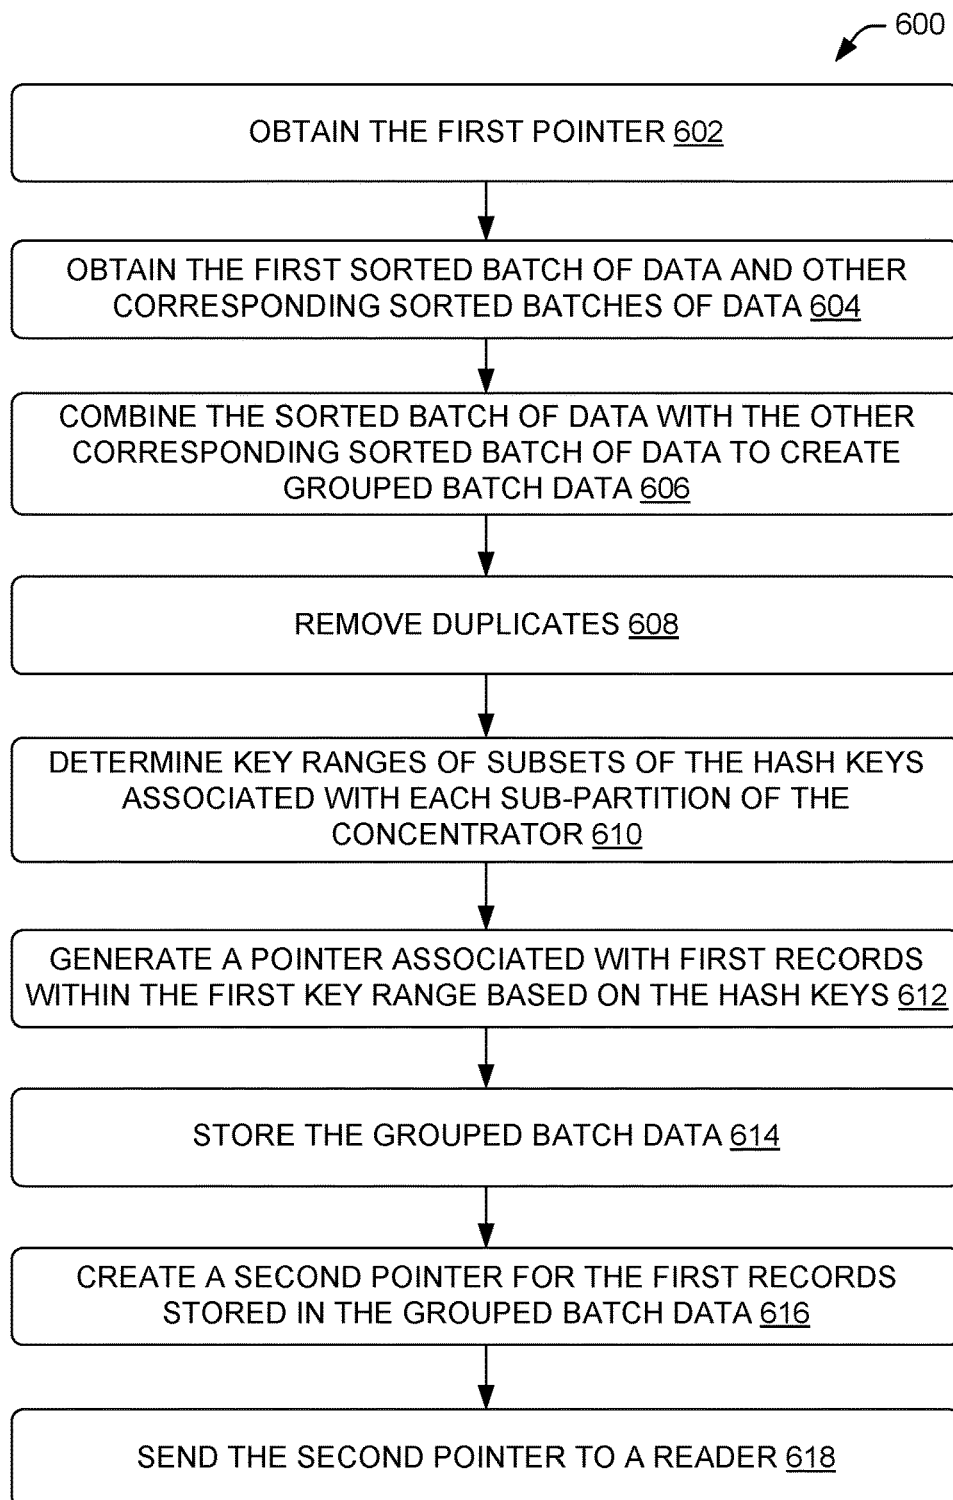 600
OBTAIN THE FIRST POINTER 602
OBTAIN THE FIRST SORTED BATCH OF DATA AND OTHER
CORRESPONDING SORTED BATCHES OF DATA 604
COMBINE THE SORTED BATCH OF DATA WITH THE OTHER
CORRESPONDING SORTED BATCH OF DATA TO CREATE
GROUPED BATCH DATA 606
REMOVE DUPLICATES 608
DETERMINE KEY RANGES OF SUBSETS OF THE HASH KEYS
ASSOCIATED WITH EACH SUB-PARTITION OF THE
CONCENTRATOR 610
GENERATE A POINTER ASSOCIATED WITH FIRST RECORDS
WITHIN THE FIRST KEY RANGE BASED ON THE HASH KEYS 612
STORE THE GROUPED BATCH DATA 614
CREATE A SECOND POINTER FOR THE FIRST RECORDS
STORED IN THE GROUPED BATCH DATA 616
SEND THE SECOND POINTER TO A READER 618